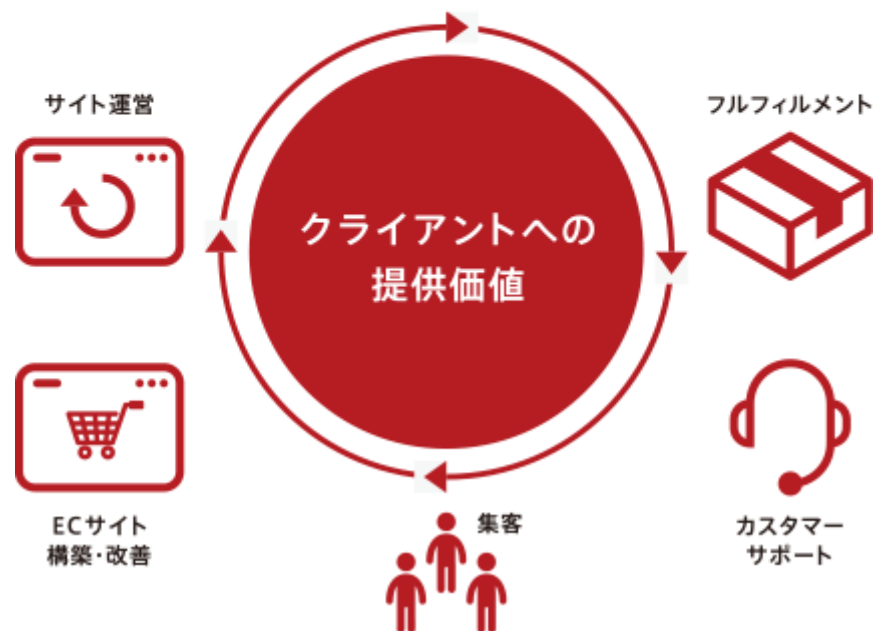 サイト運営
フルフィルメント
クライアントへの
提供価値
ECサイト
構築・改善
集客
カスタマー
サポート